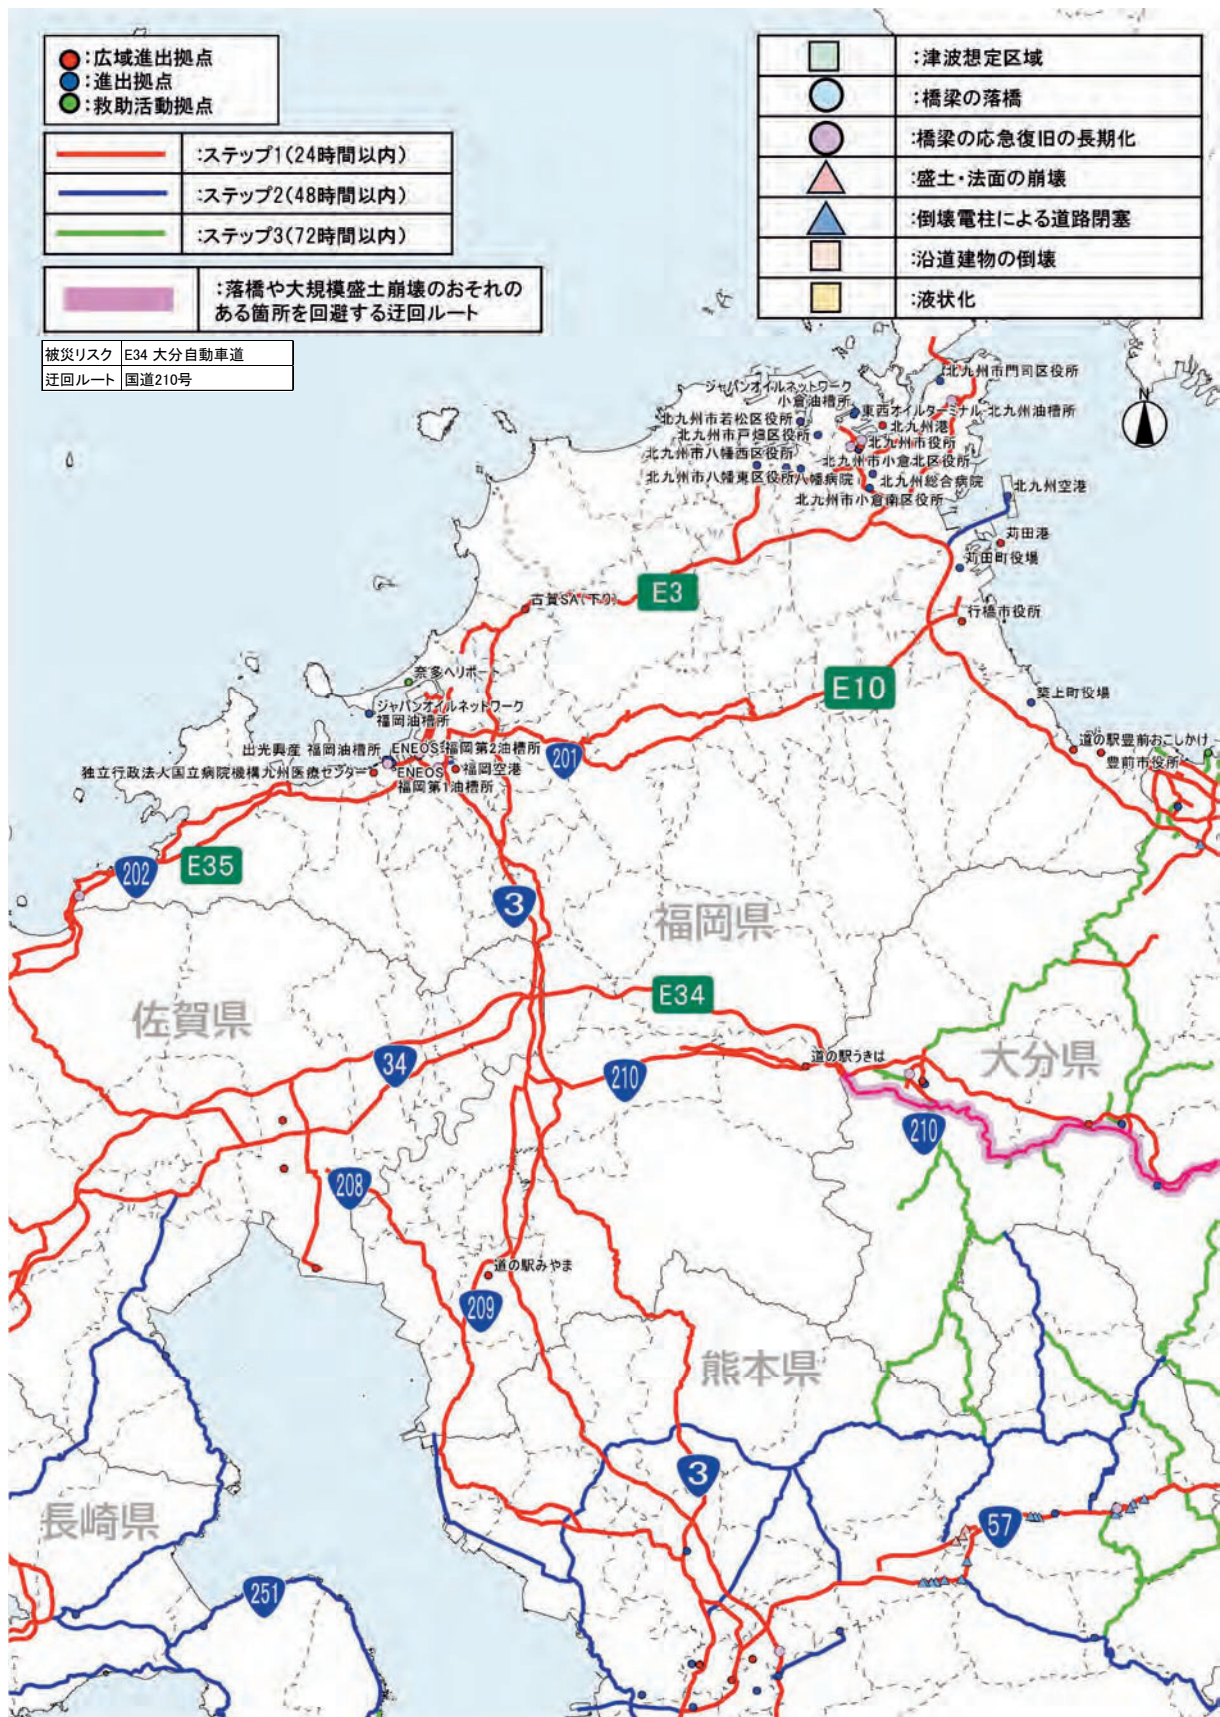 :広域進出拠点
:進出拠点
:救助活動拠点
:ステップ1(24時間以内)
:ステップ2(48時間以内)
:ステップ3(72時間以内)
:落橋や大規模盛土崩壊のおそれの
ある箇所を回避する迂回ルート
被災リスク E34 大分自動車道
迂回ルート 国道210号
:津波想定区域
:橋梁の落橋
:橋梁の応急復旧の長期化
:盛土・法面の崩壊
:倒壊電柱による道路閉塞
:沿道建物の倒壊
:液状化
N
北九州市門司区役所
ジャパンオイルネットワーク
小倉油槽所
東西オイルターミナル 北九州油槽所
北九州市若松区役所
北九州港
北九州市戸畑区役所
北九州市役所
北九州市八幡西区役所
北九州市小倉北区役所
北九州市八幡東区役所
八幡病院
北九州総合病院
北九州市小倉南区役所
北九州空港
苅田港
苅田町役場
E3
古賀SA(下り)
行橋市役所
奈多ヘリポート
E10
築上町役場
ジャパンオイルネットワーク
福岡油槽所
道の駅豊前おこしかけ
豊前市役所
出光興産 福岡油槽所
ENEOS 福岡第2油槽所
201
独立行政法人国立病院機構九州医療センター
ENEOS
福岡第1油槽所
福岡空港
202
E35
3
福岡県
佐賀県
E34
34
210
道の駅うきは
大分県
210
208
道の駅みやま
209
熊本県
3
長崎県
57
251